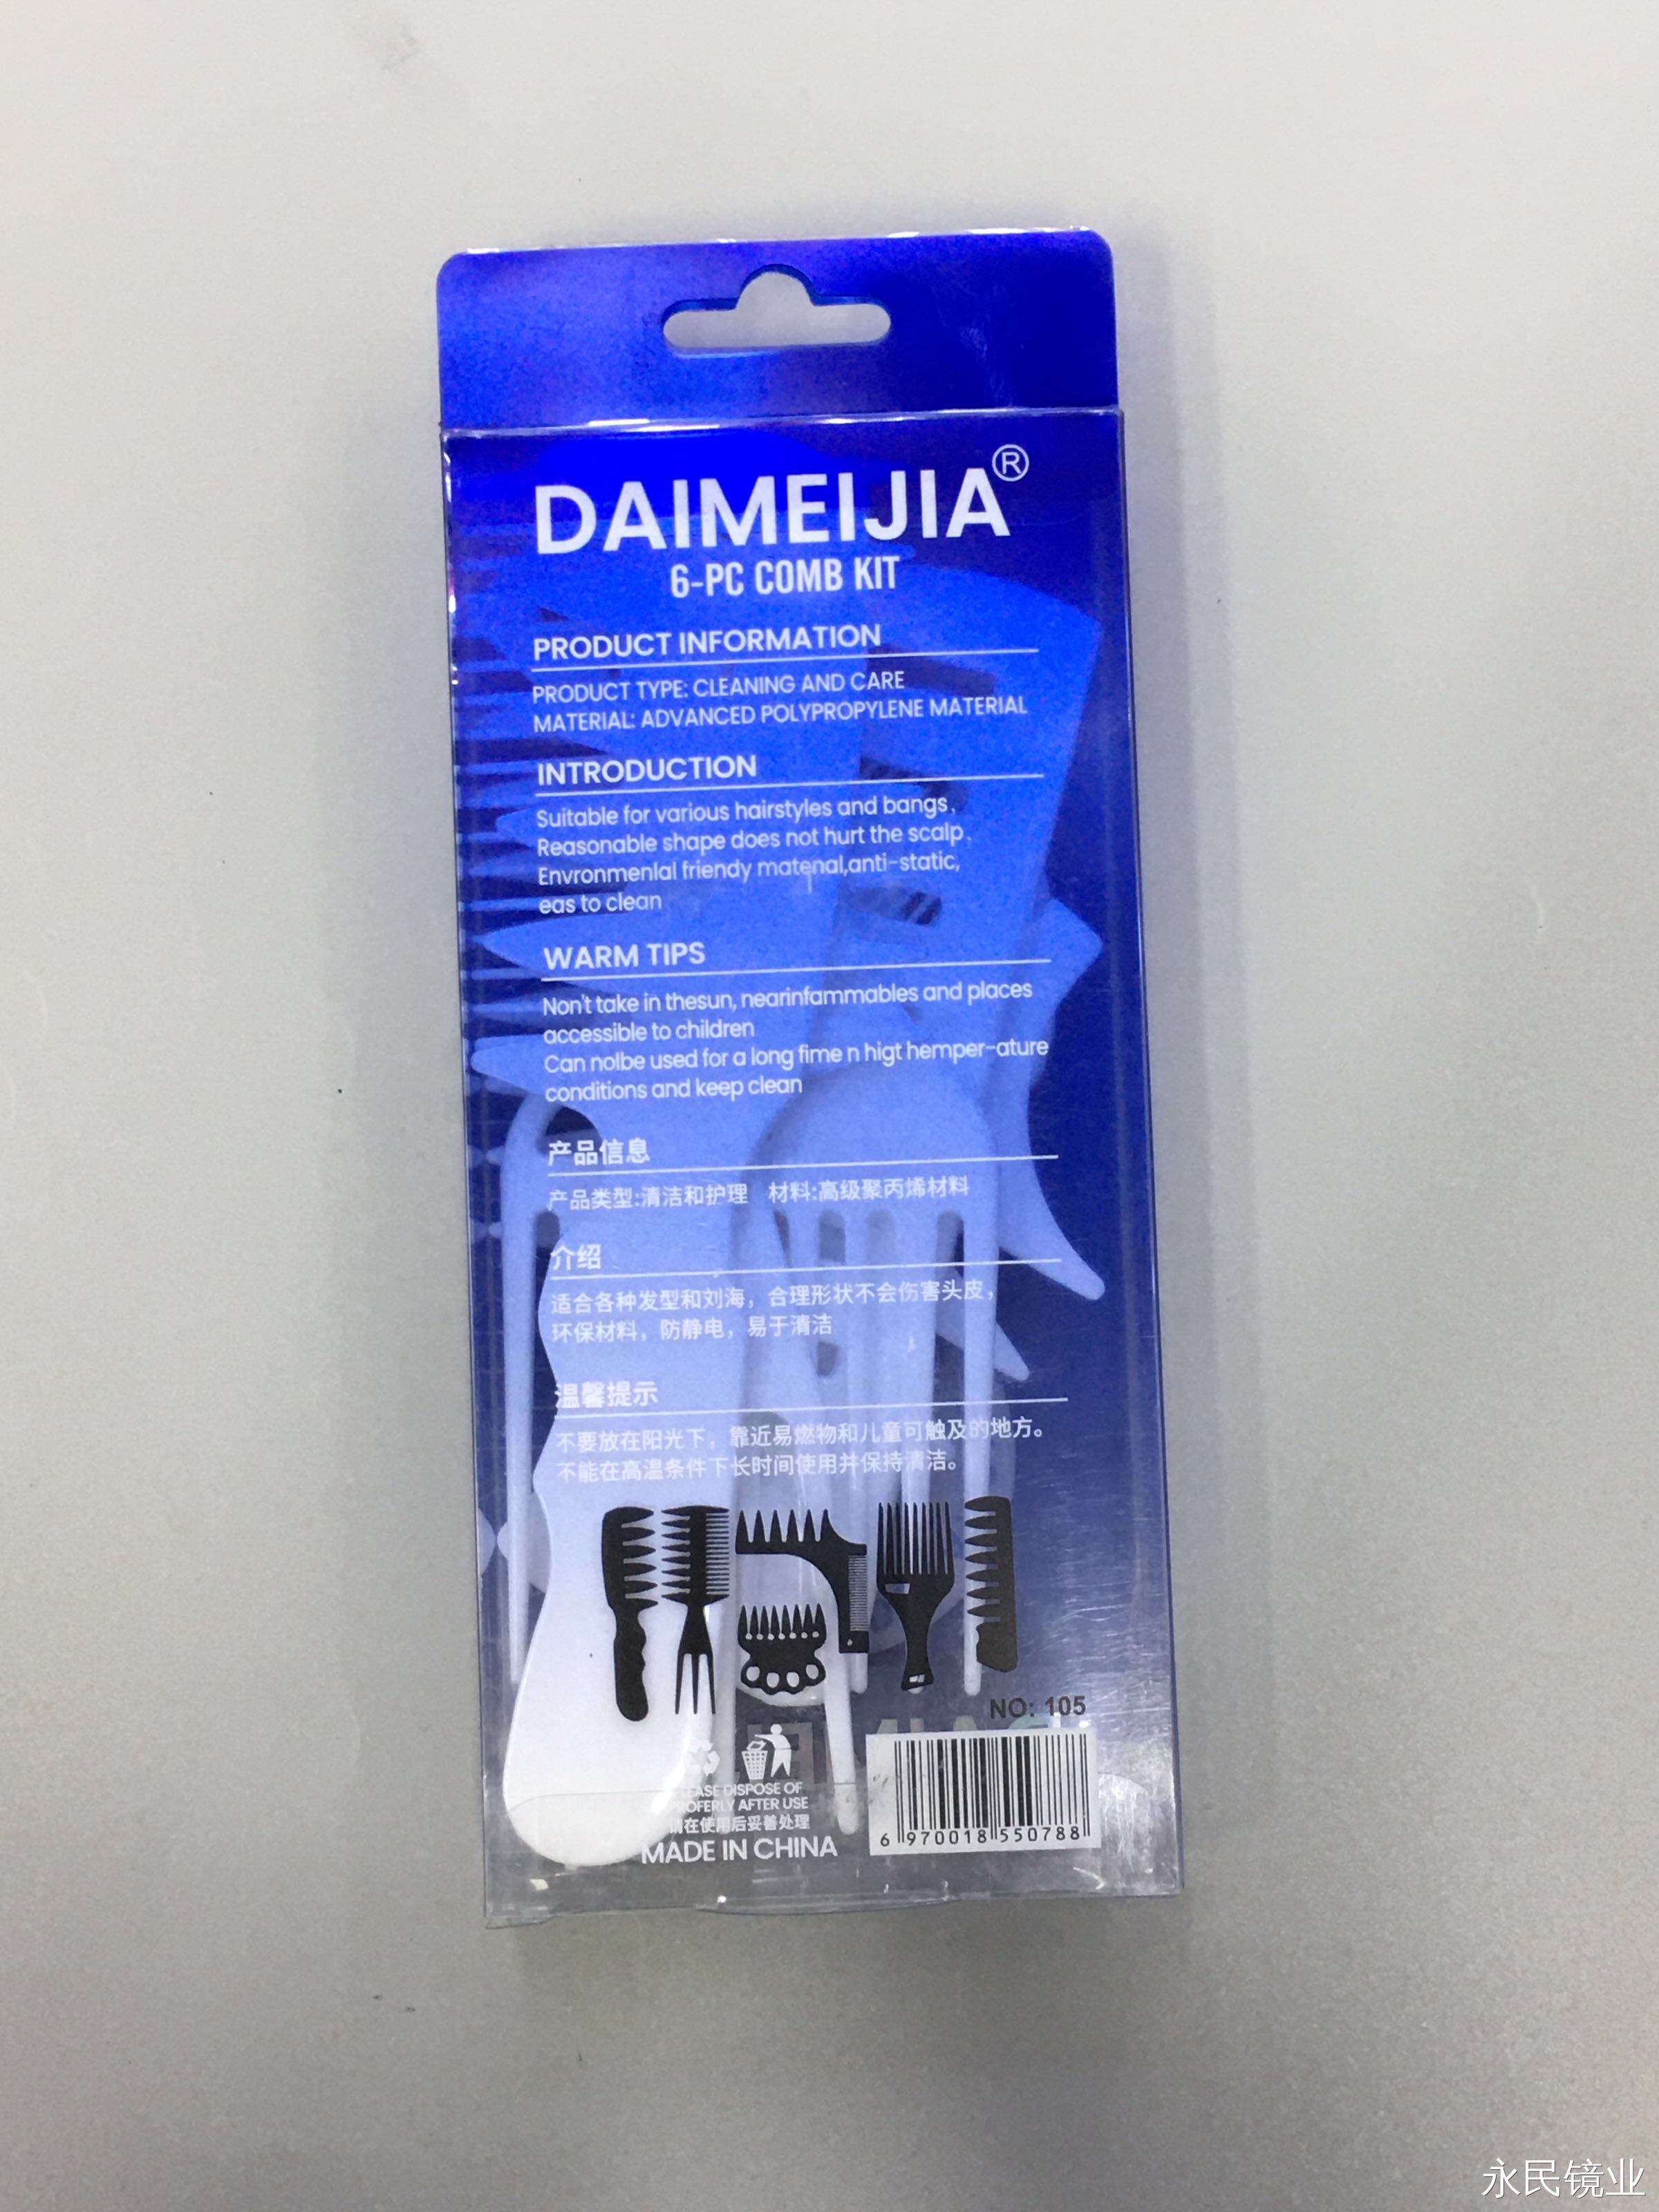 DAIMEIJIA®
6-PC COMB KIT
PRODUCT INFORMATION
PRODUCT TYPE: CLEANING AND CARE
MATERIAL: ADVANCED POLYPROPYLENE MATERIAL
INTRODUCTION
Suitable for various hairstyles and bangs、
Reasonable shape does not hurt the scalp、
Envronmenlal friendy matenal,anti-static,
eas to clean
WARM TIPS
Non't take in thesun, nearinfammables and places
accessible to children
Can nolbe used for a long fime n higt hemper-ature
conditions and keep clean
产品信息
产品类型:清洁和护理 材料:高级聚丙烯材料
介绍
适合各种发型和刘海，合理形状不会伤害头皮，
环保材料，防静电，易于清洁
温馨提示
不要放在阳光下，靠近易燃物和儿童可触及的地方。
不能在高温条件下长时间使用并保持清洁。
NO: 105
DISPOSE OF
AFTER USE
请在使用后妥善处理
MADE IN CHINA
6 970018 550788
永民镜业